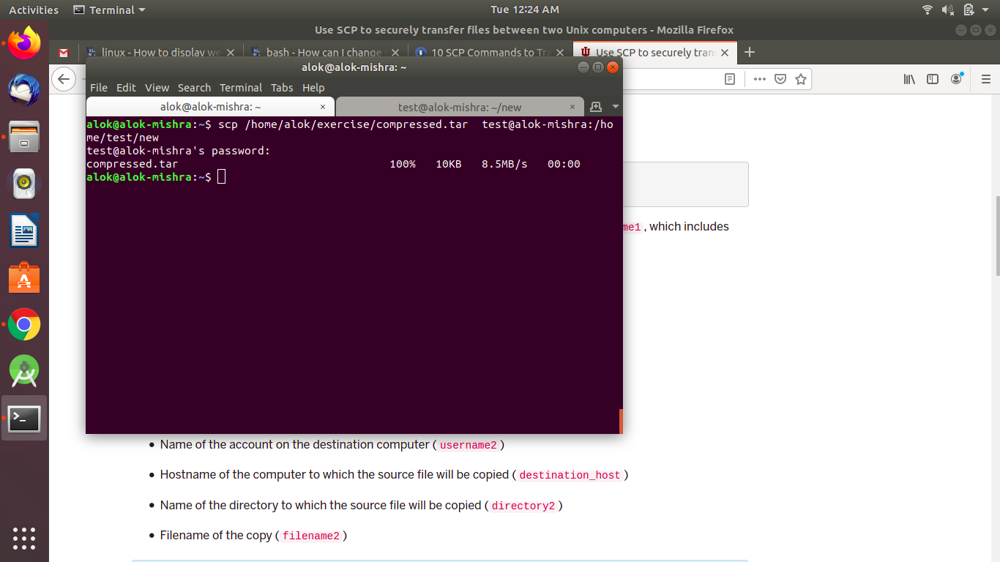 Activities Terminal Tue 12:24 AM
Use SCP to securely transfer files between two Unix computers - Mozilla Firefox
linux - How to display we bash - How can I change 10 SCP Commands to Tra Use SCP to securely tran
alok@alok-mishra: ~
File Edit View Search Terminal Tabs Help
alok@alok-mishra: ~ test@alok-mishra: ~/new
alok@alok-mishra:~$ scp /home/alok/exercise/compressed.tar  test@alok-mishra:/ho
me/test/new
test@alok-mishra's password:
compressed.tar 100% 10KB 8.5MB/s 00:00
alok@alok-mishra:~$
me1 , which includes
• Name of the account on the destination computer ( username2 )
• Hostname of the computer to which the source file will be copied ( destination_host )
• Name of the directory to which the source file will be copied ( directory2 )
• Filename of the copy ( filename2 )